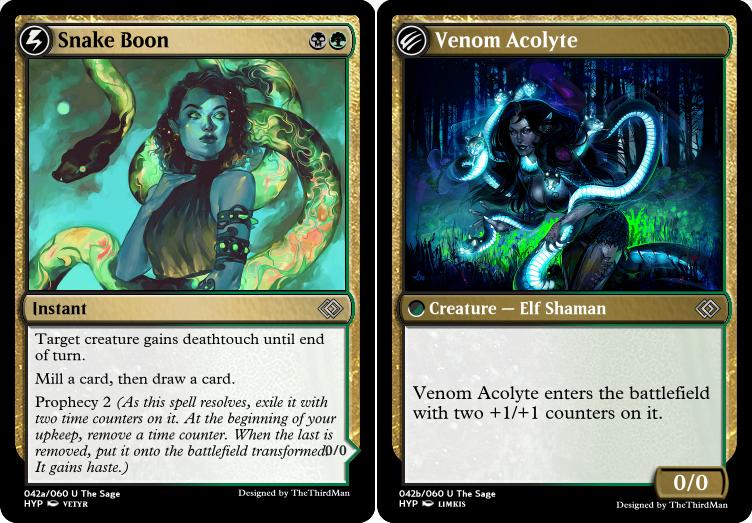 Snake Boon
Instant
Target creature gains deathtouch until end
of turn.
Mill a card, then draw a card.
Prophecy 2 (As this spell resolves, exile it with
two time counters on it. At the beginning of your
upkeep, remove a time counter. When the last is
removed, put it onto the battlefield transformed.
It gains haste.)
0/0
042a/060 U The Sage
HYP VETYR
Designed by TheThirdMan
Venom Acolyte
Creature — Elf Shaman
Venom Acolyte enters the battlefield
with two +1/+1 counters on it.
0/0
042b/060 U The Sage
HYP LIMKIS
Designed by TheThirdMan